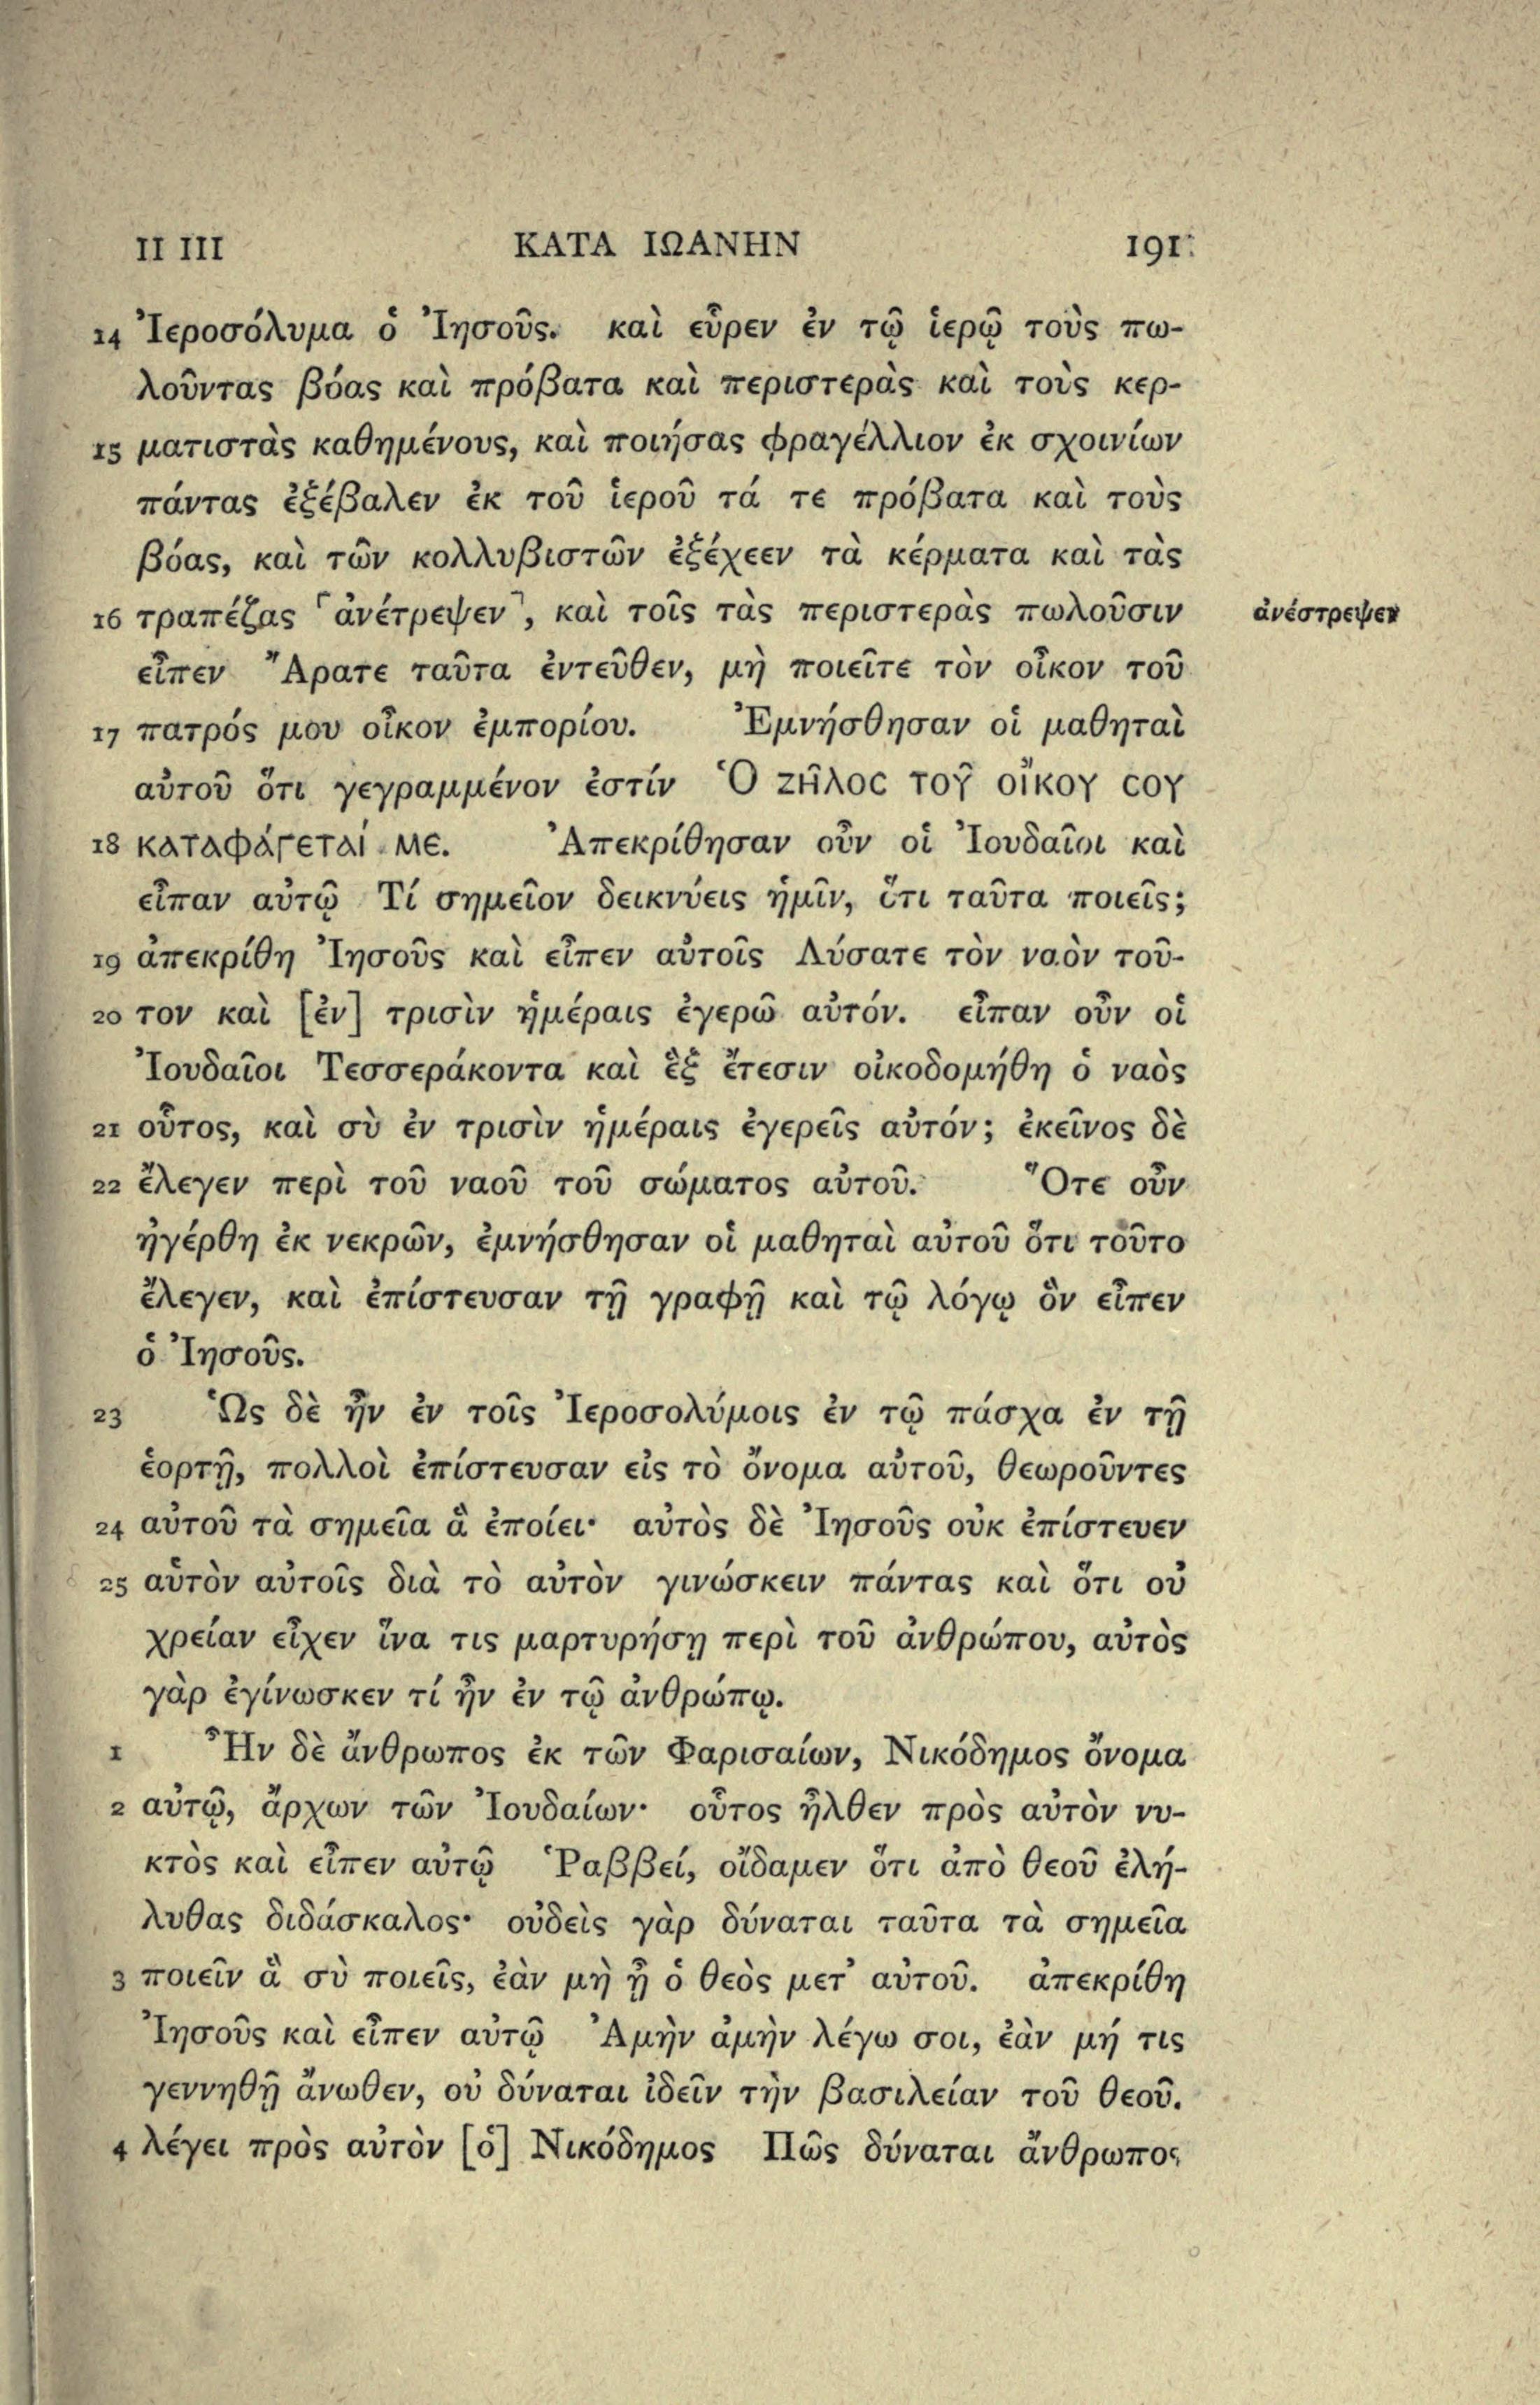 II III ΚΑΤΑ ΙΩΑΝΗΝ 191
14 Ἰεροσόλυμα ὁ Ἰησοῦς. καὶ εὗρεν ἐν τῷ ἱερῷ τοὺς πω-
λοῦντας βόας καὶ πρόβατα καὶ περιστερὰς καὶ τοὺς κερ-
15 ματιστὰς καθημένους, καὶ ποιήσας φραγέλλιον ἐκ σχοινίων
πάντας ἐξέβαλεν ἐκ τοῦ ἱεροῦ τά τε πρόβατα καὶ τοὺς
βόας, καὶ τῶν κολλυβιστῶν ἐξέχεεν τὰ κέρματα καὶ τὰς
16 τραπέζας ⌜ἀνέτρεψεν⌝, καὶ τοῖς τὰς περιστερὰς πωλοῦσιν ἀνέστρεψεν
εἶπεν Ἄρατε ταῦτα ἐντεῦθεν, μὴ ποιεῖτε τὸν οἶκον τοῦ
17 πατρός μου οἶκον ἐμπορίου. Ἐμνήσθησαν οἱ μαθηταὶ
αὐτοῦ ὅτι γεγραμμένον ἐστίν Ὁ ζῆλος τοῦ οἴκου σου
18 καταφάγεταί με. Ἀπεκρίθησαν οὖν οἱ Ἰουδαῖοι καὶ
εἶπαν αὐτῷ Τί σημεῖον δεικνύεις ἡμῖν, ὅτι ταῦτα ποιεῖς;
19 ἀπεκρίθη Ἰησοῦς καὶ εἶπεν αὐτοῖς Λύσατε τὸν ναὸν τοῦ-
20 τον καὶ [ἐν] τρισὶν ἡμέραις ἐγερῶ αὐτόν. εἶπαν οὖν οἱ
Ἰουδαῖοι Τεσσεράκοντα καὶ ἓξ ἔτεσιν οἰκοδομήθη ὁ ναὸς
21 οὗτος, καὶ σὺ ἐν τρισὶν ἡμέραις ἐγερεῖς αὐτόν; ἐκεῖνος δὲ
22 ἔλεγεν περὶ τοῦ ναοῦ τοῦ σώματος αὐτοῦ. Ὅτε οὖν
ἠγέρθη ἐκ νεκρῶν, ἐμνήσθησαν οἱ μαθηταὶ αὐτοῦ ὅτι τοῦτο
ἔλεγεν, καὶ ἐπίστευσαν τῇ γραφῇ καὶ τῷ λόγῳ ὃν εἶπεν
ὁ Ἰησοῦς.
23 Ὡς δὲ ἦν ἐν τοῖς Ἰεροσολύμοις ἐν τῷ πάσχα ἐν τῇ
ἑορτῇ, πολλοὶ ἐπίστευσαν εἰς τὸ ὄνομα αὐτοῦ, θεωροῦντες
24 αὐτοῦ τὰ σημεῖα ἃ ἐποίει· αὐτὸς δὲ Ἰησοῦς οὐκ ἐπίστευεν
25 αὑτὸν αὐτοῖς διὰ τὸ αὐτὸν γινώσκειν πάντας καὶ ὅτι οὐ
χρείαν εἶχεν ἵνα τις μαρτυρήσῃ περὶ τοῦ ἀνθρώπου, αὐτὸς
γὰρ ἐγίνωσκεν τί ἦν ἐν τῷ ἀνθρώπῳ.
1 Ἦν δὲ ἄνθρωπος ἐκ τῶν Φαρισαίων, Νικόδημος ὄνομα
2 αὐτῷ, ἄρχων τῶν Ἰουδαίων· οὗτος ἦλθεν πρὸς αὐτὸν νυ-
κτὸς καὶ εἶπεν αὐτῷ Ῥαββεί, οἴδαμεν ὅτι ἀπὸ θεοῦ ἐλή-
λυθας διδάσκαλος· οὐδεὶς γὰρ δύναται ταῦτα τὰ σημεῖα
3 ποιεῖν ἃ σὺ ποιεῖς, ἐὰν μὴ ᾖ ὁ θεὸς μετ᾽ αὐτοῦ. ἀπεκρίθη
Ἰησοῦς καὶ εἶπεν αὐτῷ Ἀμὴν ἀμὴν λέγω σοι, ἐὰν μή τις
γεννηθῇ ἄνωθεν, οὐ δύναται ἰδεῖν τὴν βασιλείαν τοῦ θεοῦ.
4 λέγει πρὸς αὐτὸν [ὁ] Νικόδημος Πῶς δύναται ἄνθρωπος